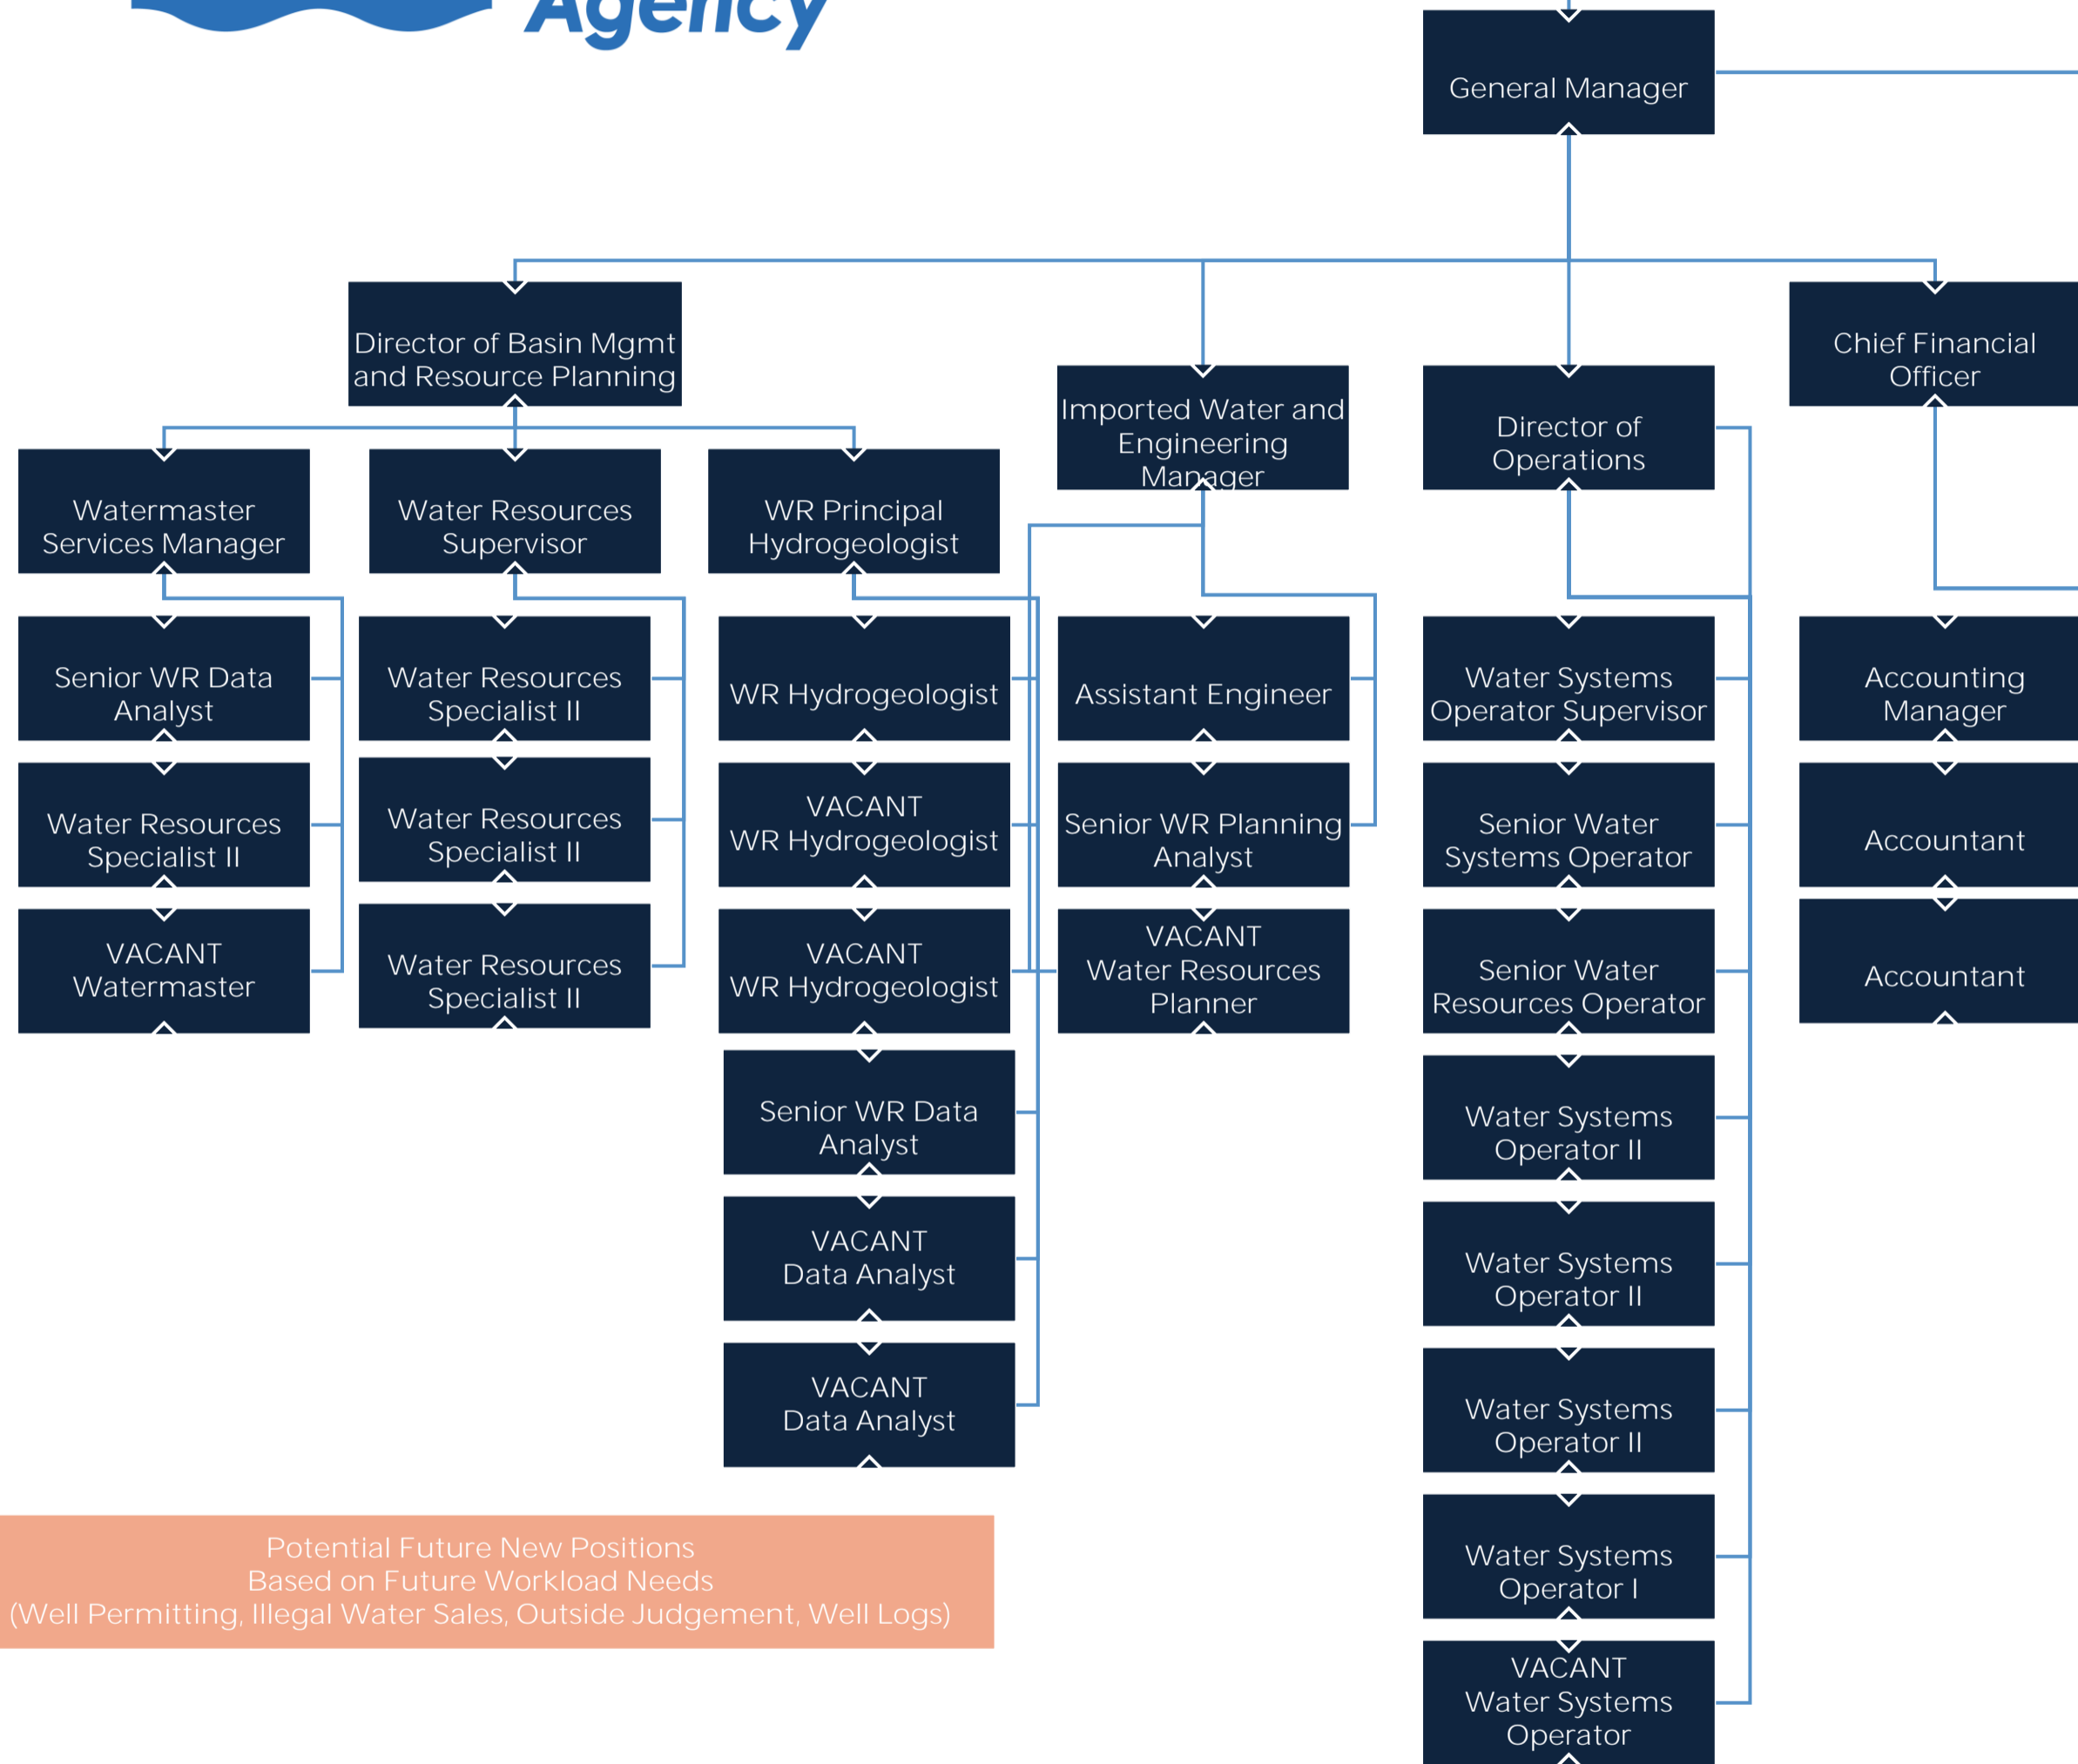 Agency
General Manager
Director of Basin Mgmt
and Resource Planning
Imported Water and
Engineering
Manager
Director of
Operations
Chief Financial
Officer
Watermaster
Services Manager
Water Resources
Supervisor
WR Principal
Hydrogeologist
Senior WR Data
Analyst
Water Resources
Specialist II
VACANT
Watermaster
Water Resources
Specialist II
Water Resources
Specialist II
Water Resources
Specialist II
WR Hydrogeologist
VACANT
WR Hydrogeologist
VACANT
WR Hydrogeologist
Senior WR Data
Analyst
VACANT
Data Analyst
VACANT
Data Analyst
Assistant Engineer
Senior WR Planning
Analyst
VACANT
Water Resources
Planner
Water Systems
Operator Supervisor
Senior Water
Systems Operator
Senior Water
Resources Operator
Water Systems
Operator II
Water Systems
Operator II
Water Systems
Operator II
Water Systems
Operator I
VACANT
Water Systems
Operator
Accounting
Manager
Accountant
Accountant
Potential Future New Positions
Based on Future Workload Needs
(Well Permitting, Illegal Water Sales, Outside Judgement, Well Logs)